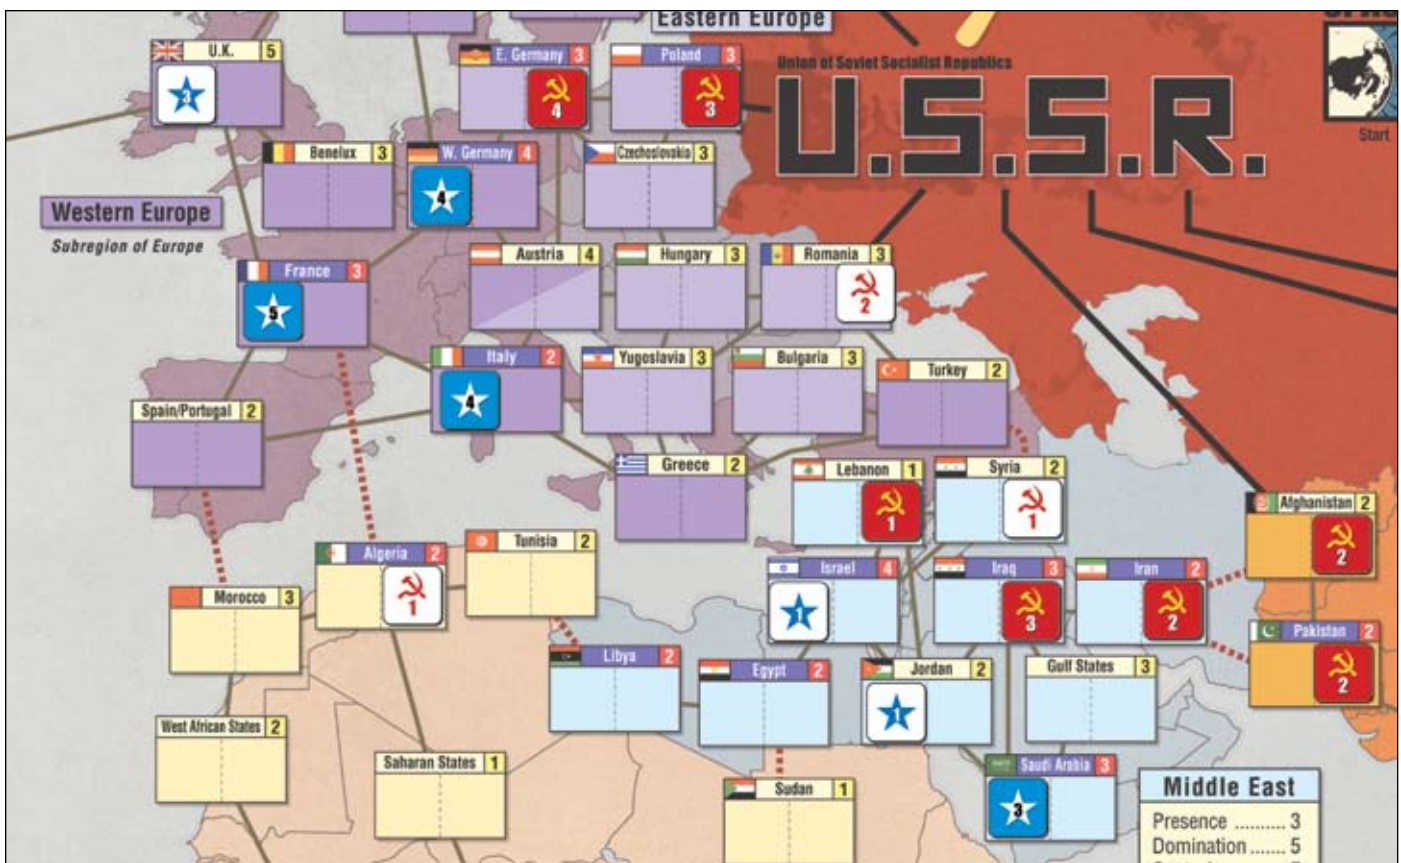 Eastern Europe
U.K. 5
3
E. Germany 3
4
Poland 3
3
Union of Soviet Socialist Republics
U.S.S.R.
Start
Benelux 3
W. Germany 4
4
Czechoslovakia 3
Western Europe
Subregion of Europe
France 3
5
Austria 4
Hungary 3
Romania 3
2
Italy 2
4
Yugoslavia 3
Bulgaria 3
Turkey 2
Spain/Portugal 2
Greece 2
Lebanon 1
1
Syria 2
1
Afghanistan 2
2
Algeria 2
1
Tunisia 2
Israel 4
1
Iraq 3
3
Iran 2
2
Morocco 3
Pakistan 2
2
Libya 2
Egypt 2
Jordan 2
1
Gulf States 3
West African States 2
Saharan States 1
Sudan 1
Saudi Arabia 3
3
Middle East
Presence .......... 3
Domination ....... 5